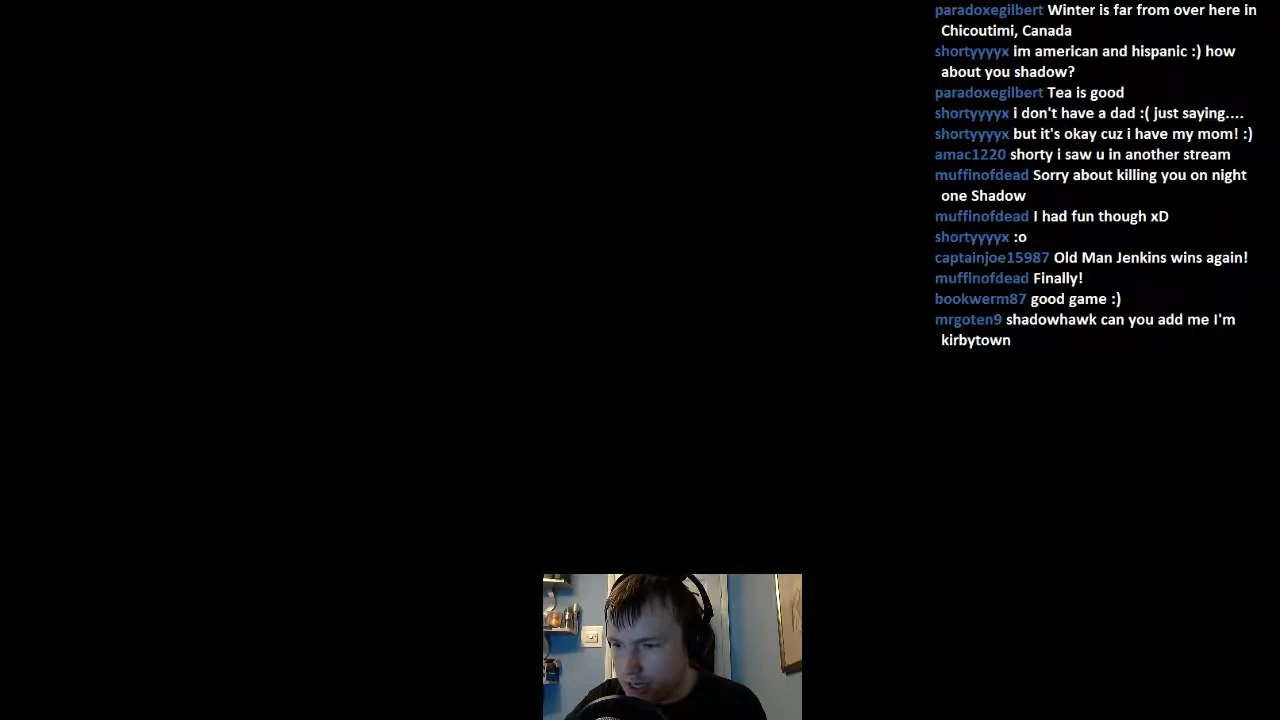 paradoxegilbert Winter is far from over here in
Chicoutimi, Canada
shortyyyyx im american and hispanic :) how
about you shadow?
paradoxegilbert Tea is good
shortyyyyx i don't have a dad :( just saying....
shortyyyyx but it's okay cuz i have my mom! :)
amac1220 shorty i saw u in another stream
muffinofdead Sorry about killing you on night
one Shadow
muffinofdead I had fun though xD
shortyyyyx :o
captainjoe15987 Old Man Jenkins wins again!
muffinofdead Finally!
bookwerm87 good game :)
mrgoten9 shadowhawk can you add me I'm
kirbytown